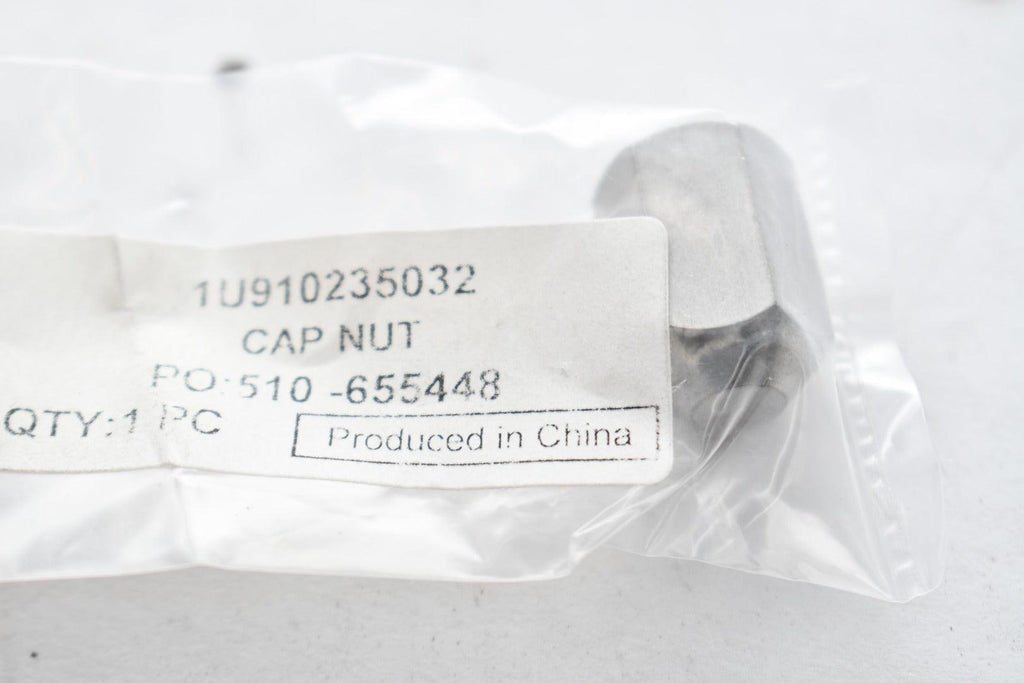 1U910235032
CAP NUT
PO:510 -655448
QTY:1 PC
Produced in China